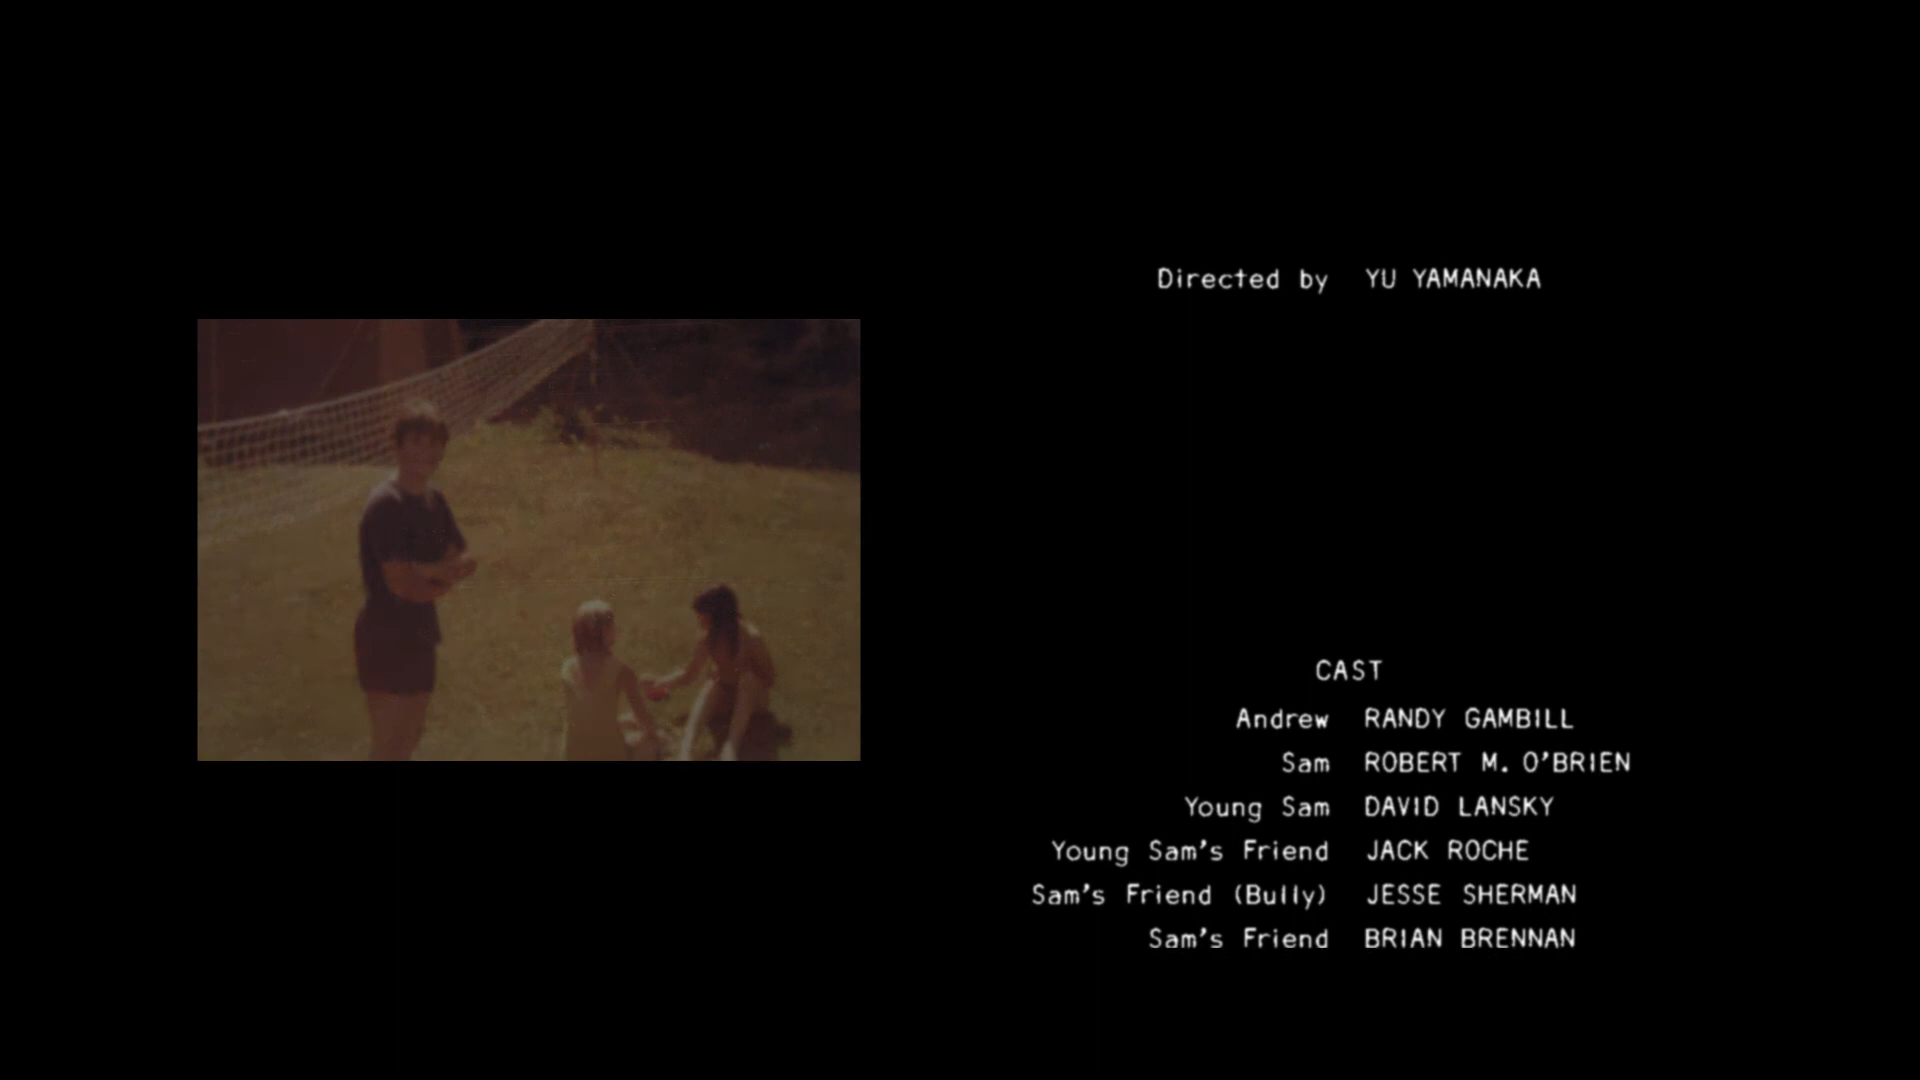 Directed by YU YAMANAKA
CAST
Andrew RANDY GAMBILL
Sam ROBERT M. O'BRIEN
Young Sam DAVID LANSKY
Young Sam's Friend JACK ROCHE
Sam's Friend (Bully) JESSE SHERMAN
Sam's Friend BRIAN BRENNAN